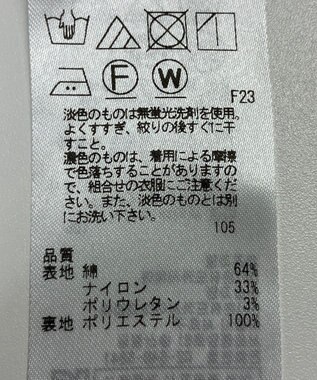 F
W
F23
淡色のものは無蛍光洗剤を使用。
よくすすぎ、絞りの後すぐに干
すこと。
濃色のものは、着用による摩擦
で色落ちすることがありますの
で、組合せの衣服にご注意くだ
さい。また、淡色のものとは別
にお洗い下さい。
105
品質
表地 綿 64%
ナイロン 33%
ポリウレタン 3%
裏地 ポリエステル 100%